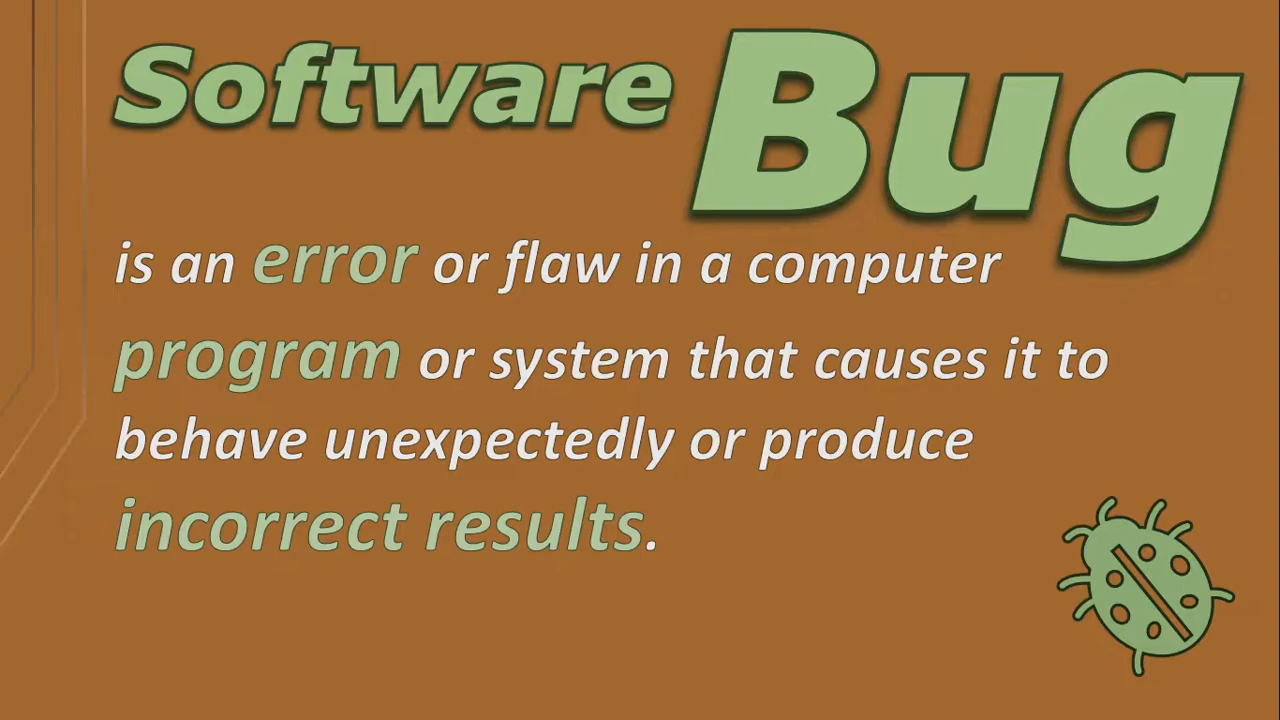 Software Bug
is an error or flaw in a computer
program or system that causes it to
behave unexpectedly or produce
incorrect results.